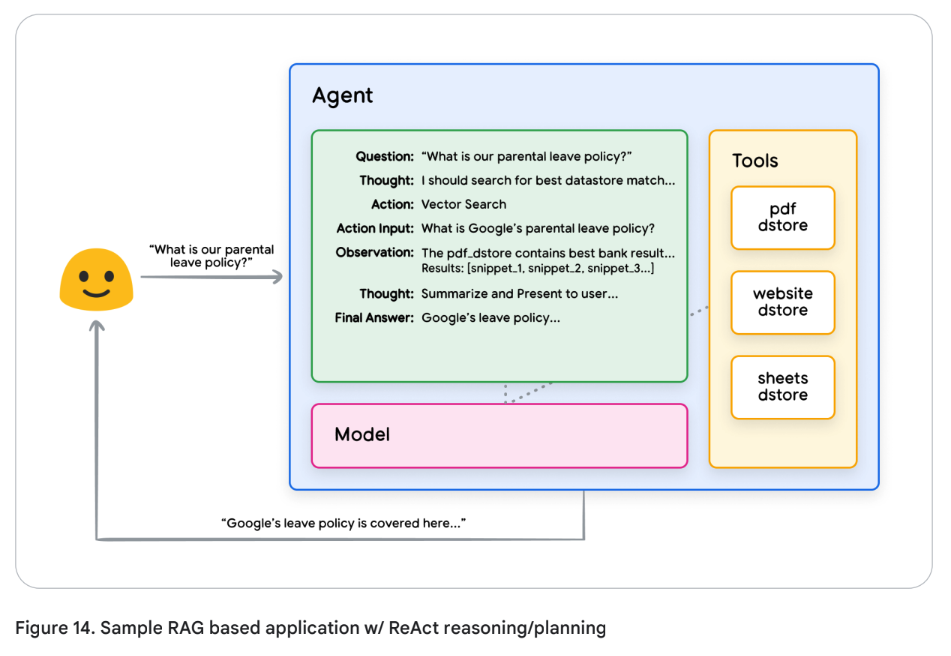 Agent
Question: “What is our parental leave policy?”
Thought: I should search for best datastore match...
Action: Vector Search
Action Input: What is Google’s parental leave policy?
Observation: The pdf_dstore contains best bank result...
Results: [snippet_1, snippet_2, snippet_3...]
Thought: Summarize and Present to user...
Final Answer: Google’s leave policy...
Tools
pdf
dstore
website
dstore
sheets
dstore
“What is our parental
leave policy?”
Model
“Google’s leave policy is covered here...”
Figure 14. Sample RAG based application w/ ReAct reasoning/planning